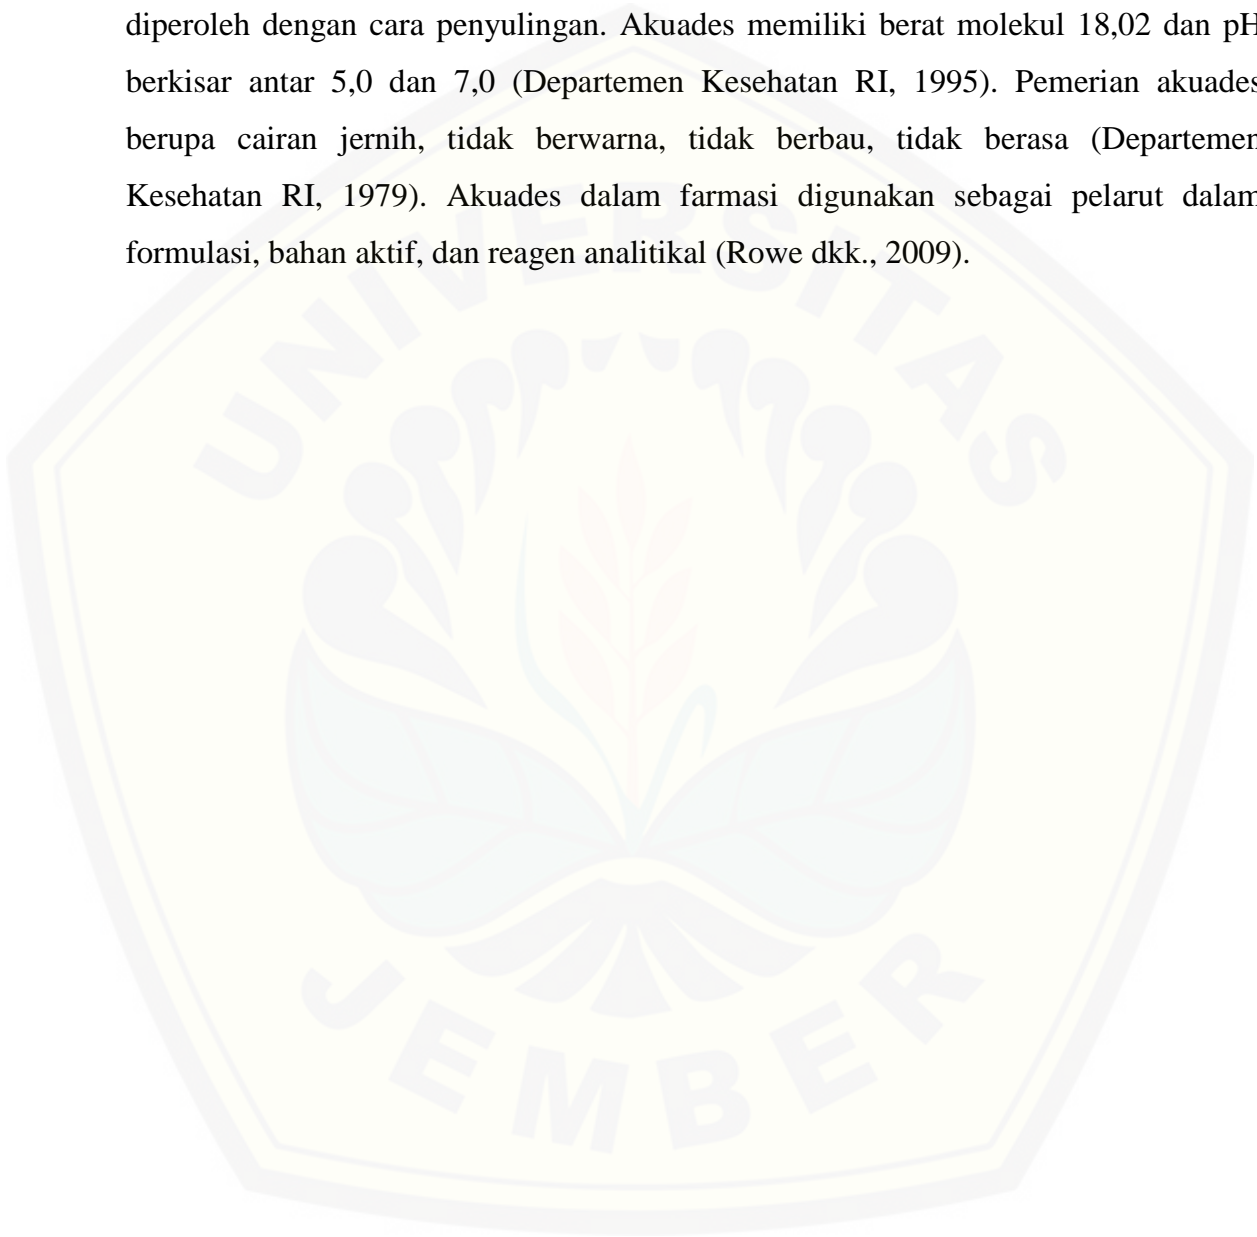 diperoleh dengan cara penyulingan. Akuades memiliki berat molekul 18,02 dan pH
berkisar antar 5,0 dan 7,0 (Departemen Kesehatan RI, 1995). Pemerian akuades
berupa cairan jernih, tidak berwarna, tidak berbau, tidak berasa (Departemen
Kesehatan RI, 1979). Akuades dalam farmasi digunakan sebagai pelarut dalam
formulasi, bahan aktif, dan reagen analitikal (Rowe dkk., 2009).
UNIVERSITAS
JEMBER